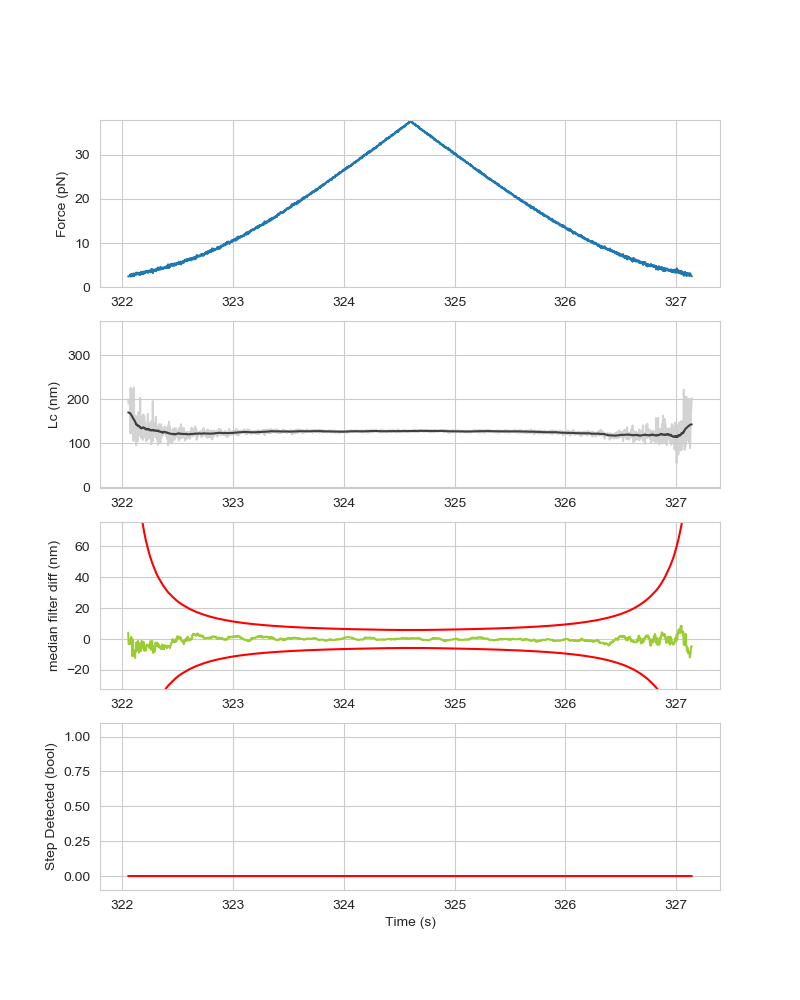 Force (pN)
30
20
10
0
322 323 324 325 326 327
Lc (nm)
300
200
100
0
322 323 324 325 326 327
median filter diff (nm)
60
40
20
0
−20
322 323 324 325 326 327
Step Detected (bool)
1.00
0.75
0.50
0.25
0.00
322 323 324 325 326 327
Time (s)